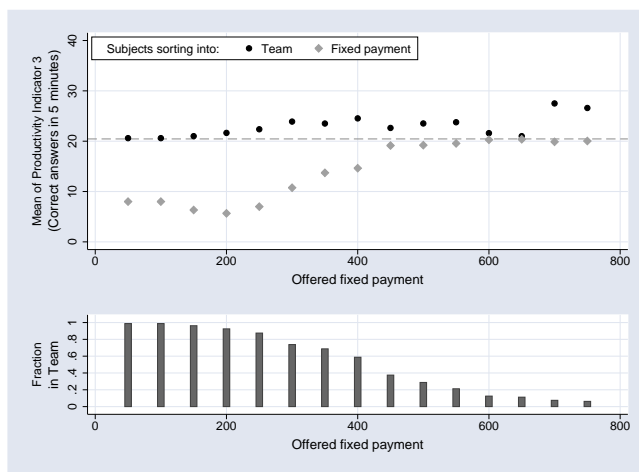 Mean of Productivity Indicator 3
(Correct answers in 5 minutes)
40
30
20
10
0
Subjects sorting into: Team Fixed payment
0 200 400 600 800
Offered fixed payment
Fraction
in Team
1
.8
.6
.4
.2
0
0 200 400 600 800
Offered fixed payment